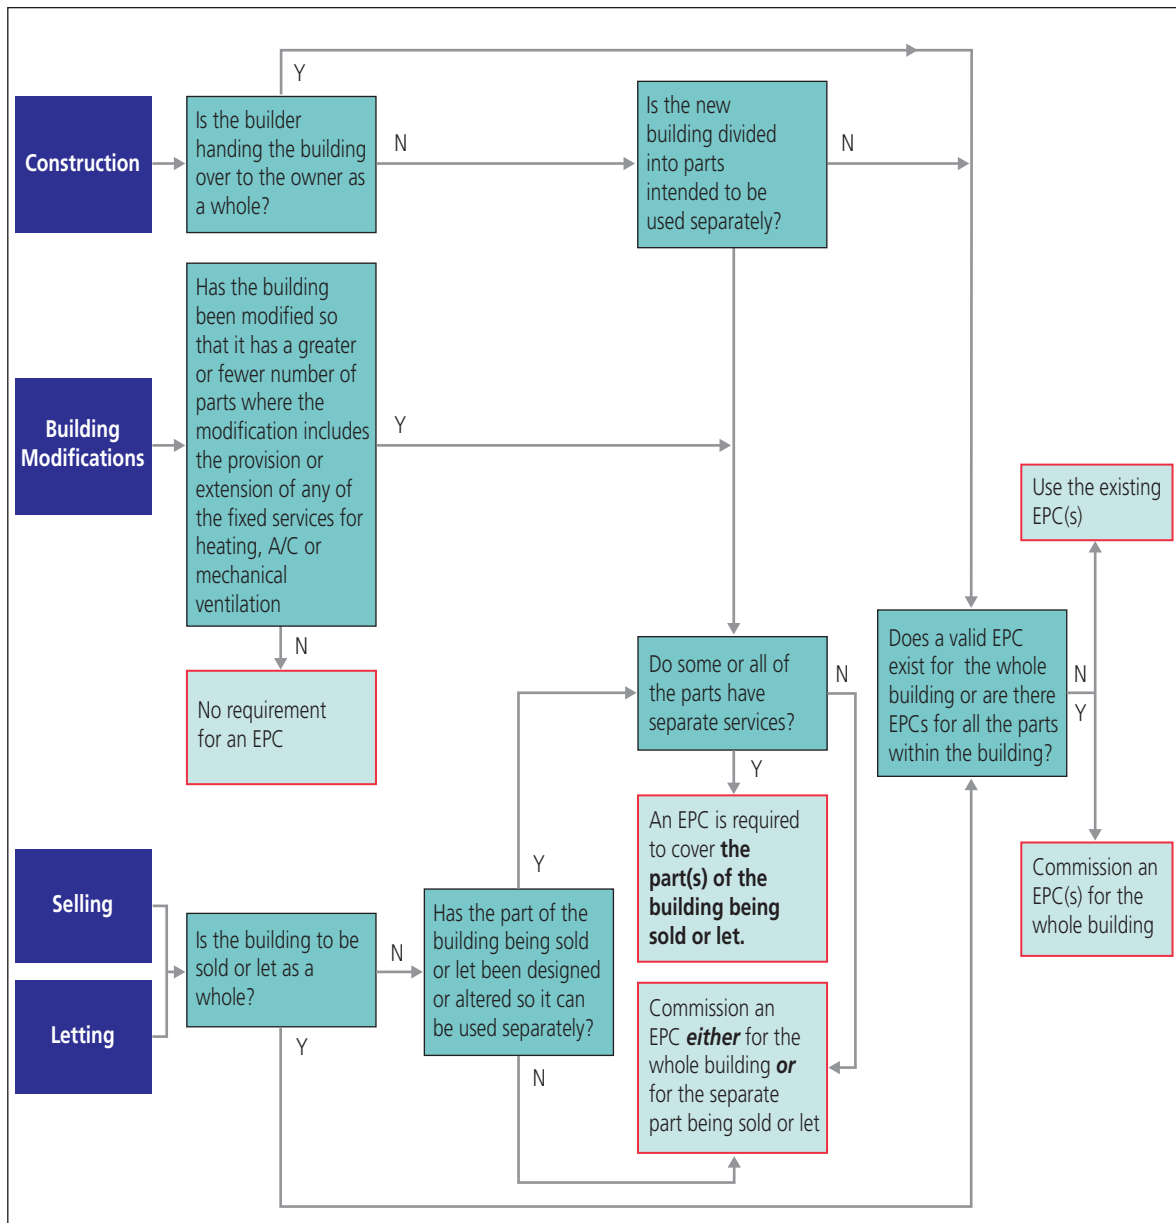 Y
Construction
Is the builder
handing the building
over to the owner as
a whole?
N
Is the new
building divided
into parts
intended to be
used separately?
N
Building
Modifications
Has the building
been modified so
that it has a greater
or fewer number of
parts where the
modification includes
the provision or
extension of any of
the fixed services for
heating, A/C or
mechanical
ventilation
Y
N
No requirement
for an EPC
Use the existing
EPC(s)
Do some or all of
the parts have
separate services?
N
Y
Does a valid EPC
exist for the whole
building or are there
EPCs for all the parts
within the building?
N
Y
An EPC is required
to cover the
part(s) of the
building being
sold or let.
Commission an
EPC(s) for the
whole building
Selling
Letting
Is the building to be
sold or let as a
whole?
N
Y
Y
Has the part of the
building being sold
or let been designed
or altered so it can
be used separately?
N
Commission an
EPC either for the
whole building or
for the separate
part being sold or let